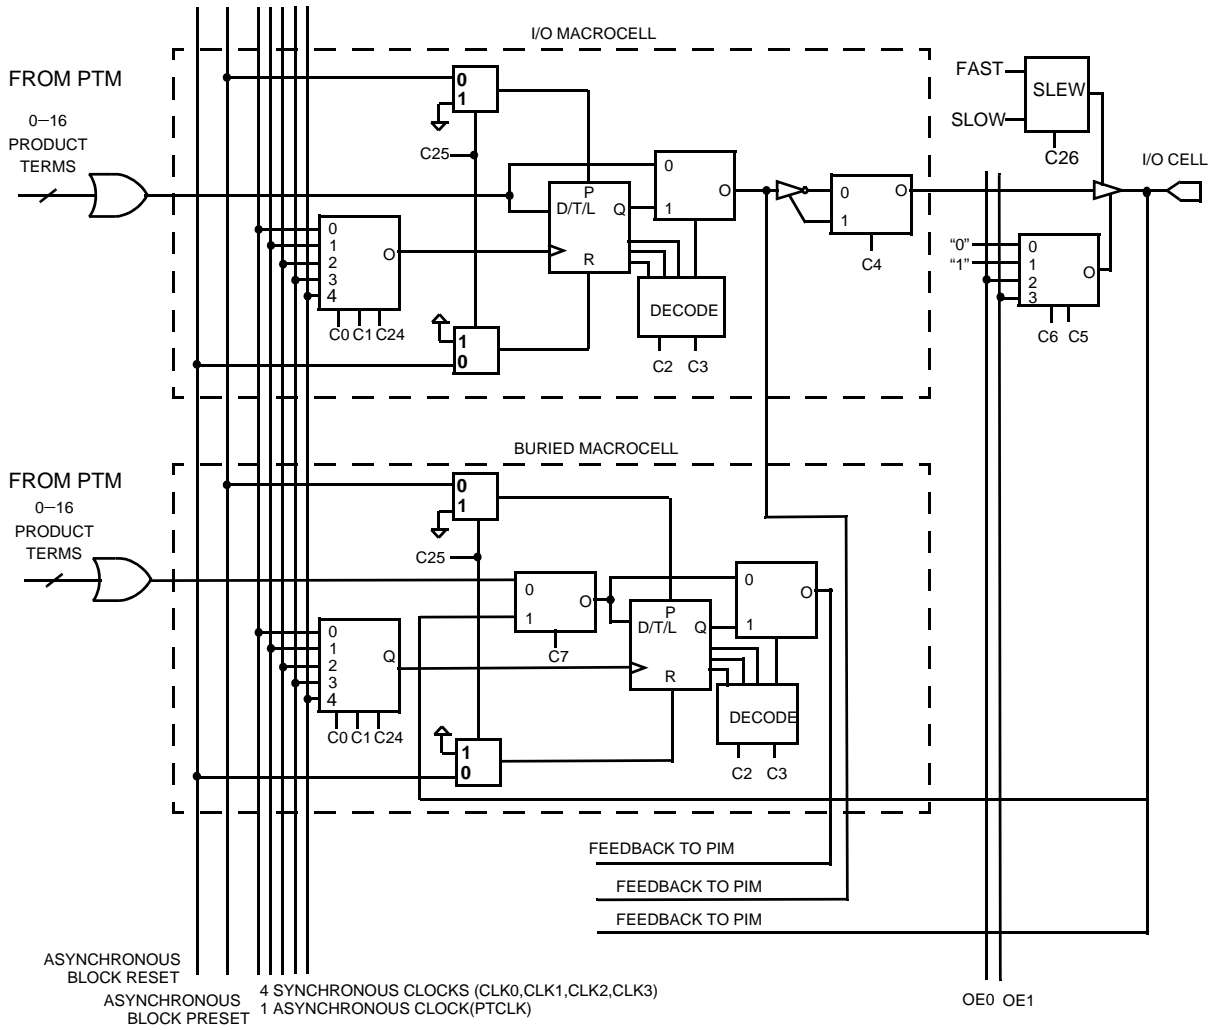 I/O MACROCELL
FROM PTM
0–16
PRODUCT
TERMS
0
1
C25
FAST
SLOW
SLEW
C26
I/O CELL
0
1
O
P
D/T/L
Q
R
0
1
O
C4
0
1
2
3
4
O
C0 C1 C24
1
0
DECODE
C2 C3
"0"
"1"
0
1
2
3
O
C6 C5
BURIED MACROCELL
FROM PTM
0–16
PRODUCT
TERMS
0
1
C25
0
1
O
C7
P
D/T/L
Q
R
0
1
O
0
1
2
3
4
Q
C0 C1 C24
1
0
DECODE
C2 C3
FEEDBACK TO PIM
FEEDBACK TO PIM
FEEDBACK TO PIM
ASYNCHRONOUS
BLOCK RESET
ASYNCHRONOUS
BLOCK PRESET
4 SYNCHRONOUS CLOCKS (CLK0,CLK1,CLK2,CLK3)
1 ASYNCHRONOUS CLOCK(PTCLK)
OE0 OE1